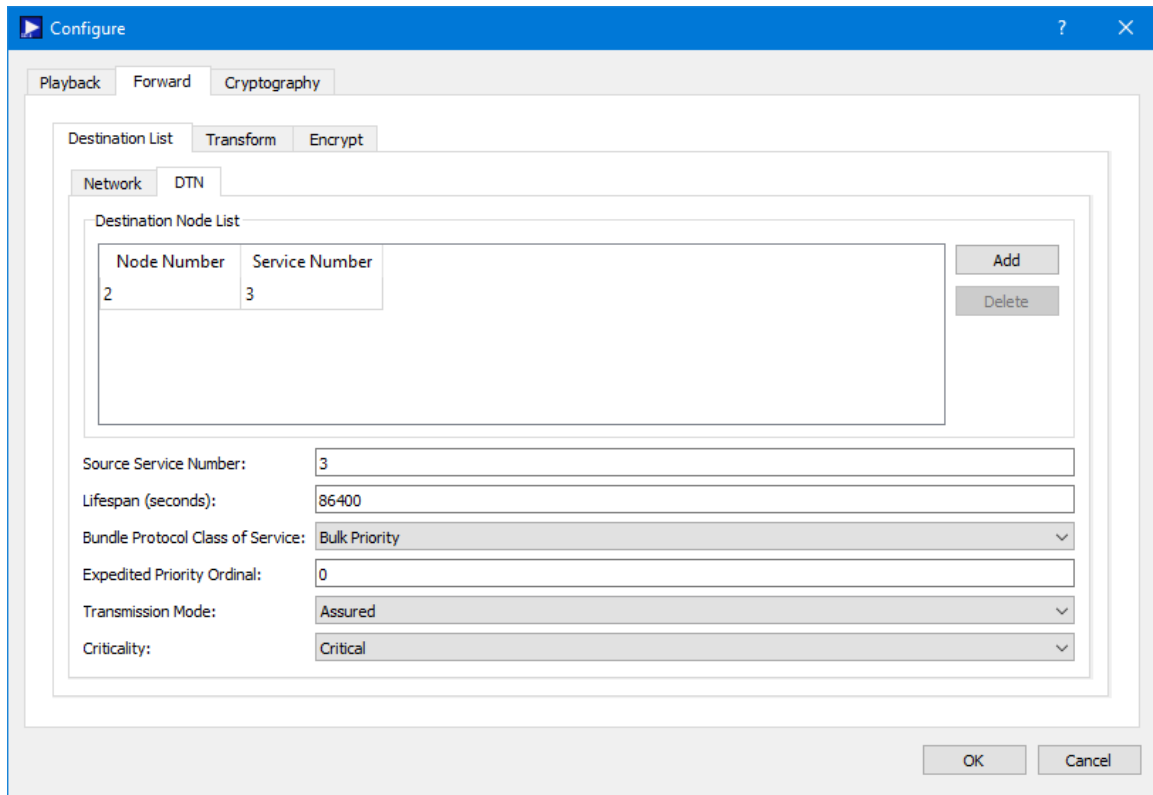 Configure ?
Playback Forward Cryptography
Destination List Transform Encrypt
Network DTN
Destination Node List
Node Number Service Number Add
2 3 Delete
Source Service Number: 3
Lifespan (seconds): 86400
Bundle Protocol Class of Service: Bulk Priority
Expedited Priority Ordinal: 0
Transmission Mode: Assured
Criticality: Critical
OK Cancel